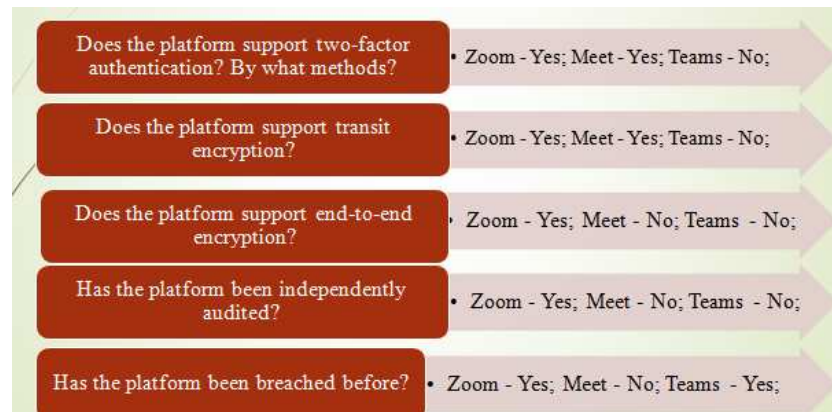 Does the platform support two-factor
authentication? By what methods?
• Zoom - Yes; Meet - Yes; Teams - No;
Does the platform support transit
encryption?
• Zoom - Yes; Meet - Yes; Teams - No;
Does the platform support end-to-end
encryption?
• Zoom - Yes; Meet - No; Teams - No;
Has the platform been independently
audited?
• Zoom - Yes; Meet - No; Teams - No;
Has the platform been breached before?
• Zoom - Yes; Meet - No; Teams - Yes;